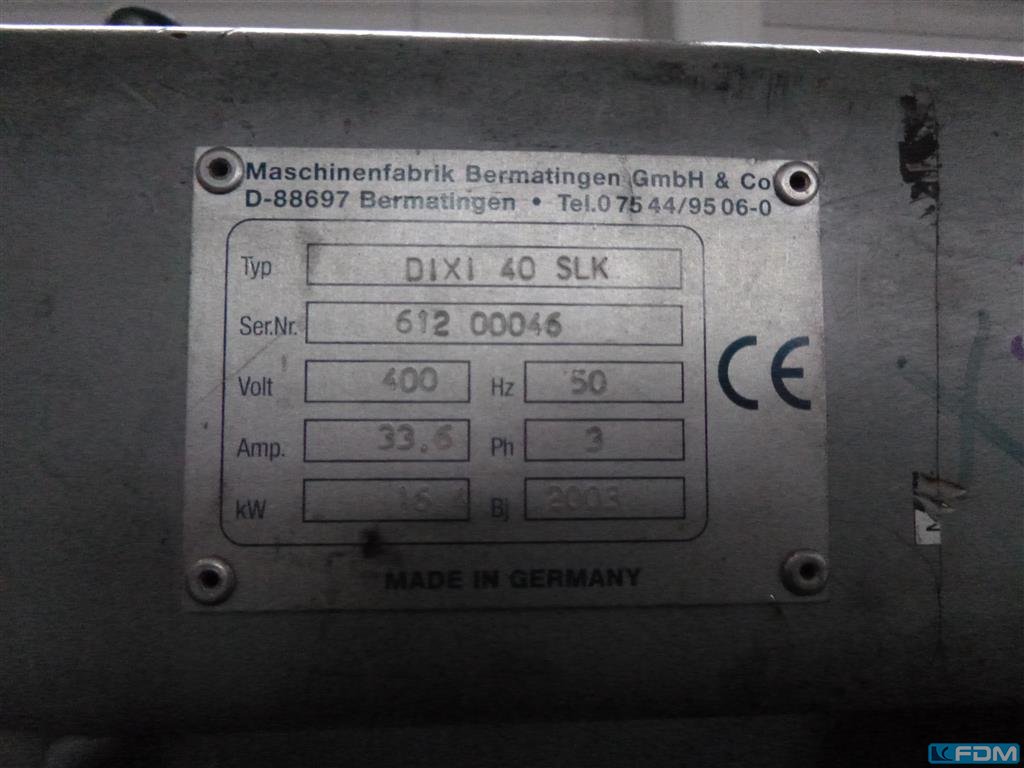 Maschinenfabrik Bermatingen GmbH & Co
D-88697 Bermatingen • Tel.0 75 44/95 06-0
Typ DIXI 40 SLK
Ser.Nr. 612 00046
Volt 400 Hz 50
Amp. 33.6 Ph 3
kW Bj 2003
CE
MADE IN GERMANY
FDM